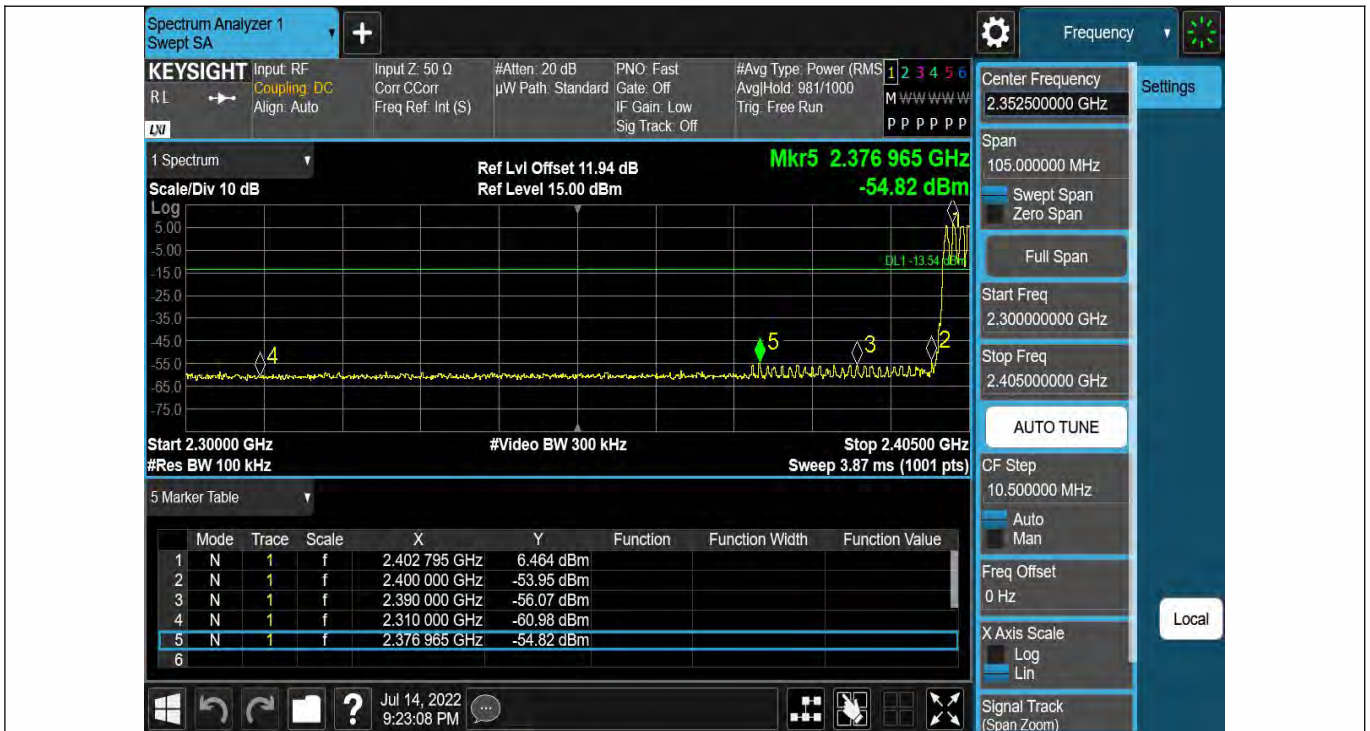 Spectrum Analyzer 1
Swept SA
+
Frequency
KEYSIGHT
RL
LXI
Input: RF
Coupling: DC
Align: Auto
Input Z: 50 Ω
Corr CCorr
Freq Ref: Int (S)
#Atten: 20 dB
µW Path: Standard
PNO: Fast
Gate: Off
IF Gain: Low
Sig Track: Off
#Avg Type: Power (RMS
Avg|Hold: 981/1000
Trig: Free Run
1 2 3 4 5 6
M W W W W W
P P P P P P
1 Spectrum
Scale/Div 10 dB
Ref Lvl Offset 11.94 dB
Ref Level 15.00 dBm
Mkr5 2.376 965 GHz
-54.82 dBm
Log
5.00
-5.00
-15.0
-25.0
-35.0
-45.0
-55.0
-65.0
-75.0
DL1 -13.54 dBm
1
4
5
3
2
Start 2.30000 GHz
#Video BW 300 kHz
Stop 2.40500 GHz
#Res BW 100 kHz
Sweep 3.87 ms (1001 pts)
5 Marker Table
Mode Trace Scale X Y Function Function Width Function Value
1 N 1 f 2.402 795 GHz 6.464 dBm
2 N 1 f 2.400 000 GHz -53.95 dBm
3 N 1 f 2.390 000 GHz -56.07 dBm
4 N 1 f 2.310 000 GHz -60.98 dBm
5 N 1 f 2.376 965 GHz -54.82 dBm
6
?
Jul 14, 2022
9:23:08 PM
Center Frequency
2.352500000 GHz
Settings
Span
105.000000 MHz
Swept Span
Zero Span
Full Span
Start Freq
2.300000000 GHz
Stop Freq
2.405000000 GHz
AUTO TUNE
CF Step
10.500000 MHz
Auto
Man
Freq Offset
0 Hz
X Axis Scale
Log
Lin
Local
Signal Track
(Span Zoom)